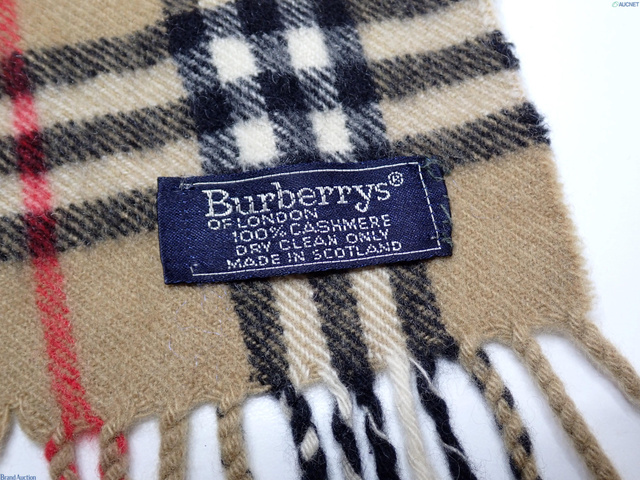 AUCNET
Burberrys®
OF LONDON
100% CASHMERE
DRY CLEAN ONLY
MADE IN SCOTLAND
Brand Auction